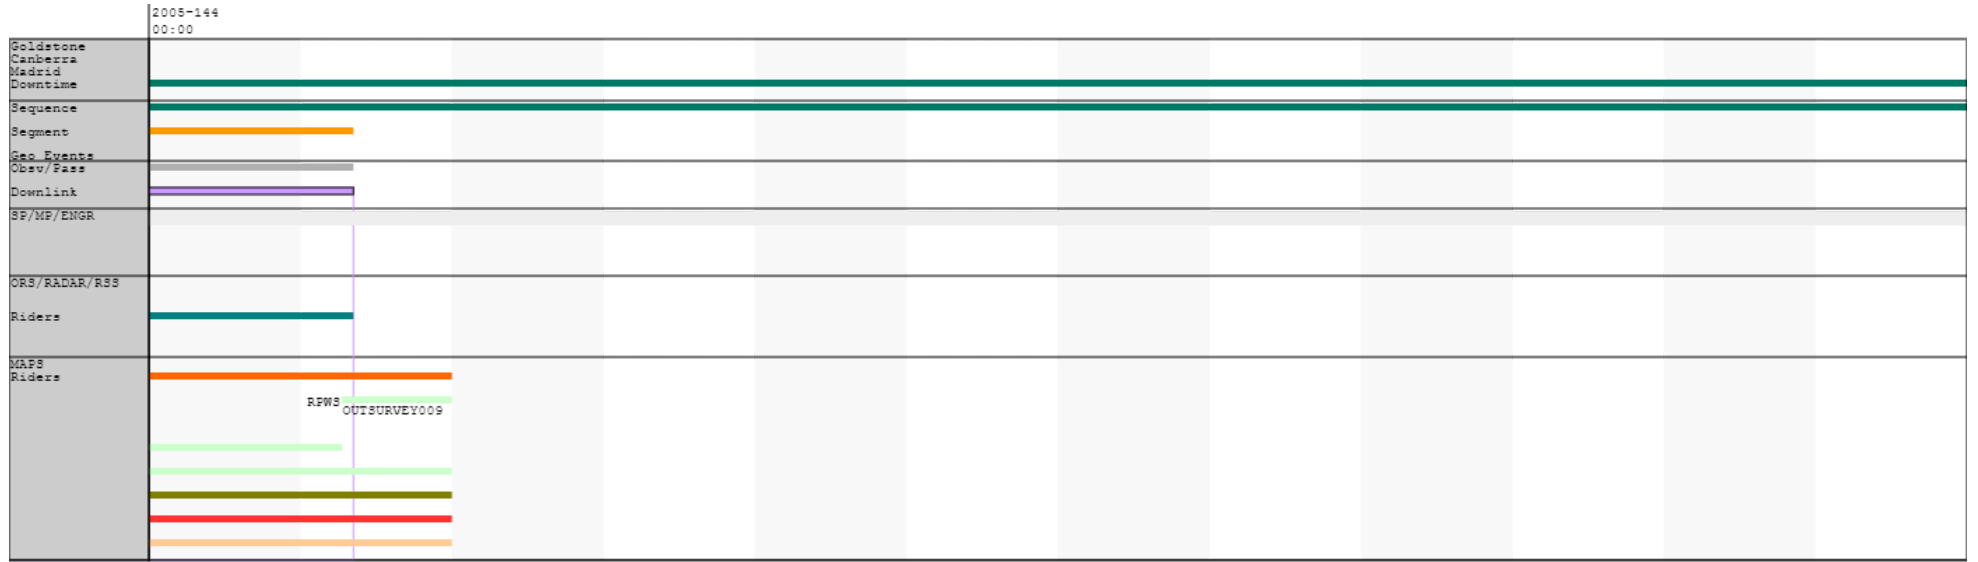 2005-144
00:00
Goldstone
Canberra
Madrid
Downtime
Sequence
Segment
Geo Events
Obsv/Pass
Downlink
SP/MP/ENGR
ORS/RADAR/RSS
Riders
MAPS
Riders
RPWS
OUTSURVEY009